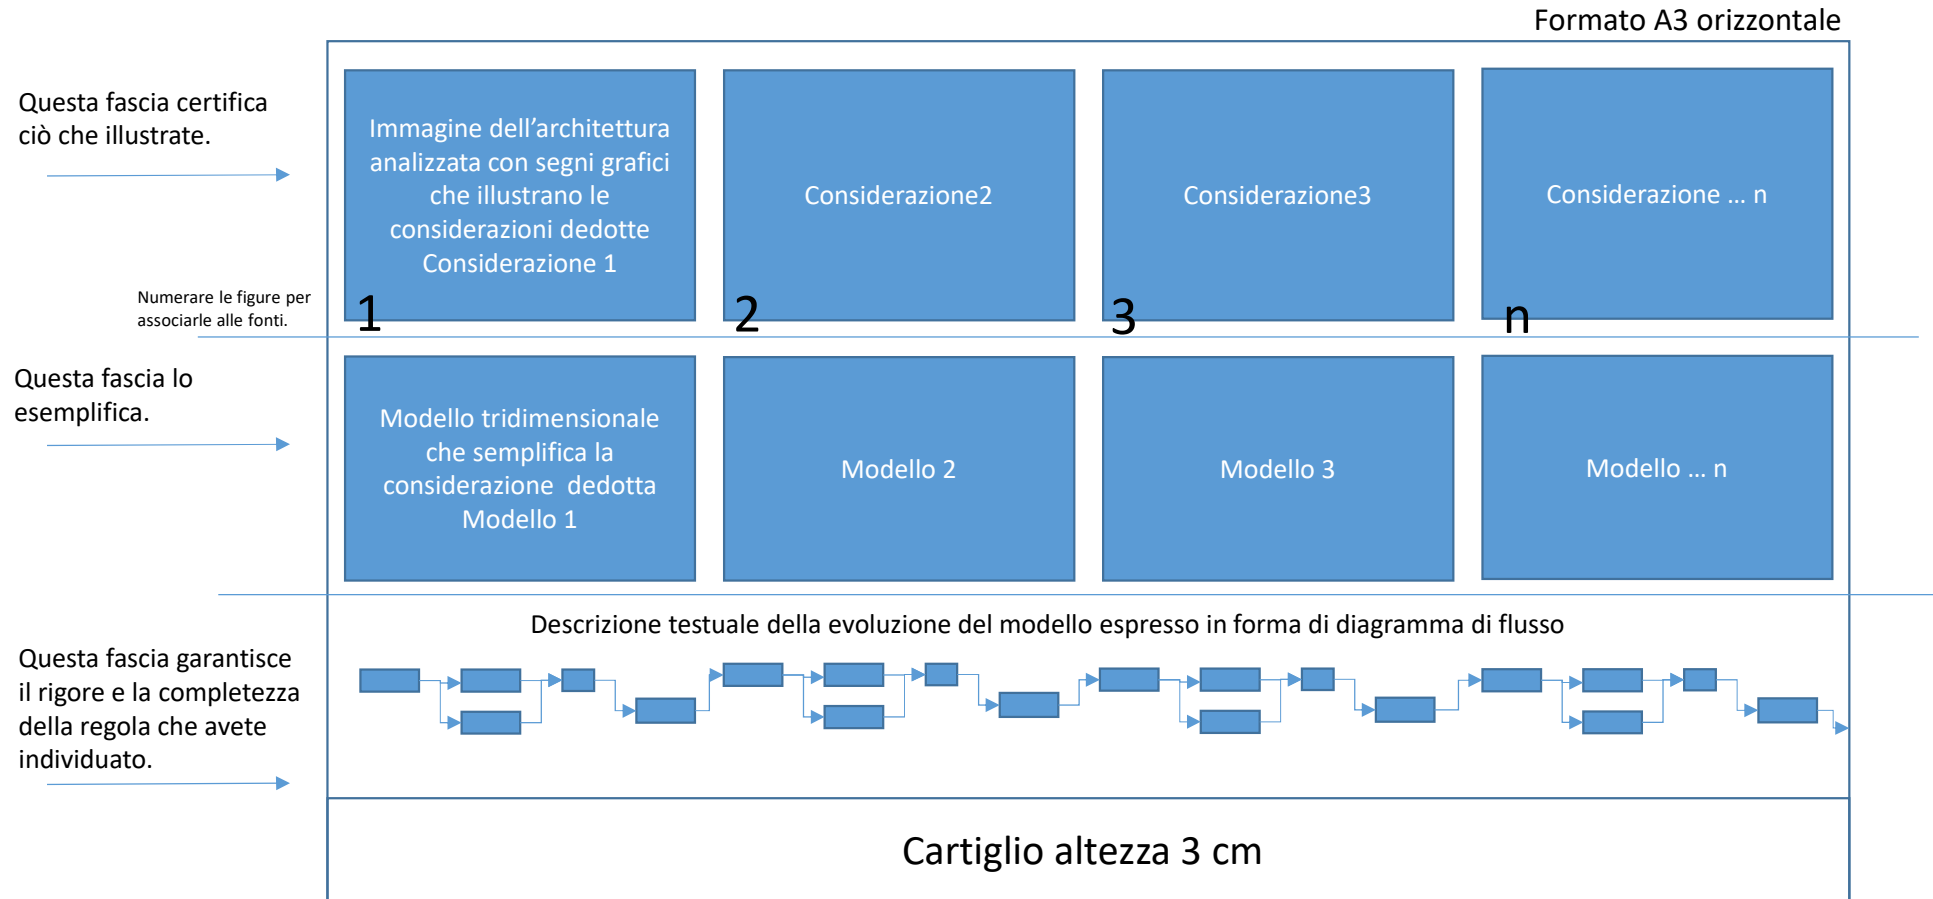 Formato A3 orizzontale
Questa fascia certifica
ciò che illustrate.
Immagine dell’architettura
analizzata con segni grafici
che illustrano le
considerazioni dedotte
Considerazione 1
Considerazione2
Considerazione3
Considerazione … n
Numerare le figure per
associarle alle fonti.
1
2
3
n
Questa fascia lo
esemplifica.
Modello tridimensionale
che semplifica la
considerazione  dedotta
Modello 1
Modello 2
Modello 3
Modello … n
Descrizione testuale della evoluzione del modello espresso in forma di diagramma di flusso
Questa fascia garantisce
il rigore e la completezza
della regola che avete
individuato.
Cartiglio altezza 3 cm